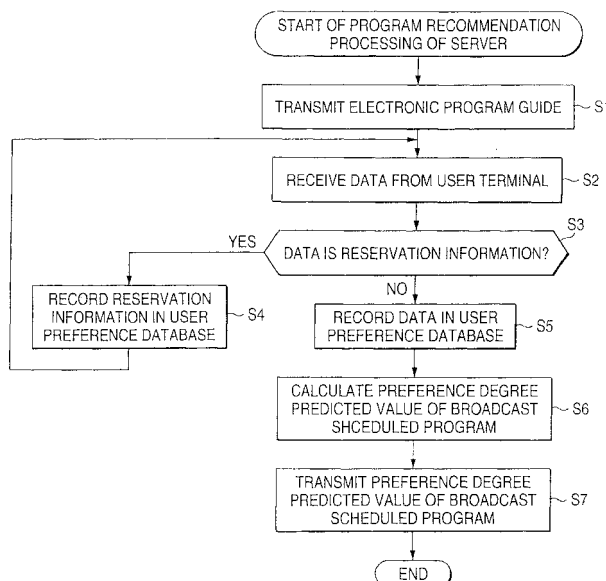 START OF PROGRAM RECOMMENDATION
PROCESSING OF SERVER
TRANSMIT ELECTRONIC PROGRAM GUIDE
S1
RECEIVE DATA FROM USER TERMINAL
S2
S3
YES
DATA IS RESERVATION INFORMATION?
NO
RECORD RESERVATION
INFORMATION IN USER
PREFERENCE DATABASE
S4
RECORD DATA IN USER
PREFERENCE DATABASE
S5
CALCULATE PREFERENCE DEGREE
PREDICTED VALUE OF BROADCAST
SHCEDULED PROGRAM
S6
TRANSMIT PREFERENCE DEGREE
PREDICTED VALUE OF BROADCAST
SCHEDULED PROGRAM
S7
END